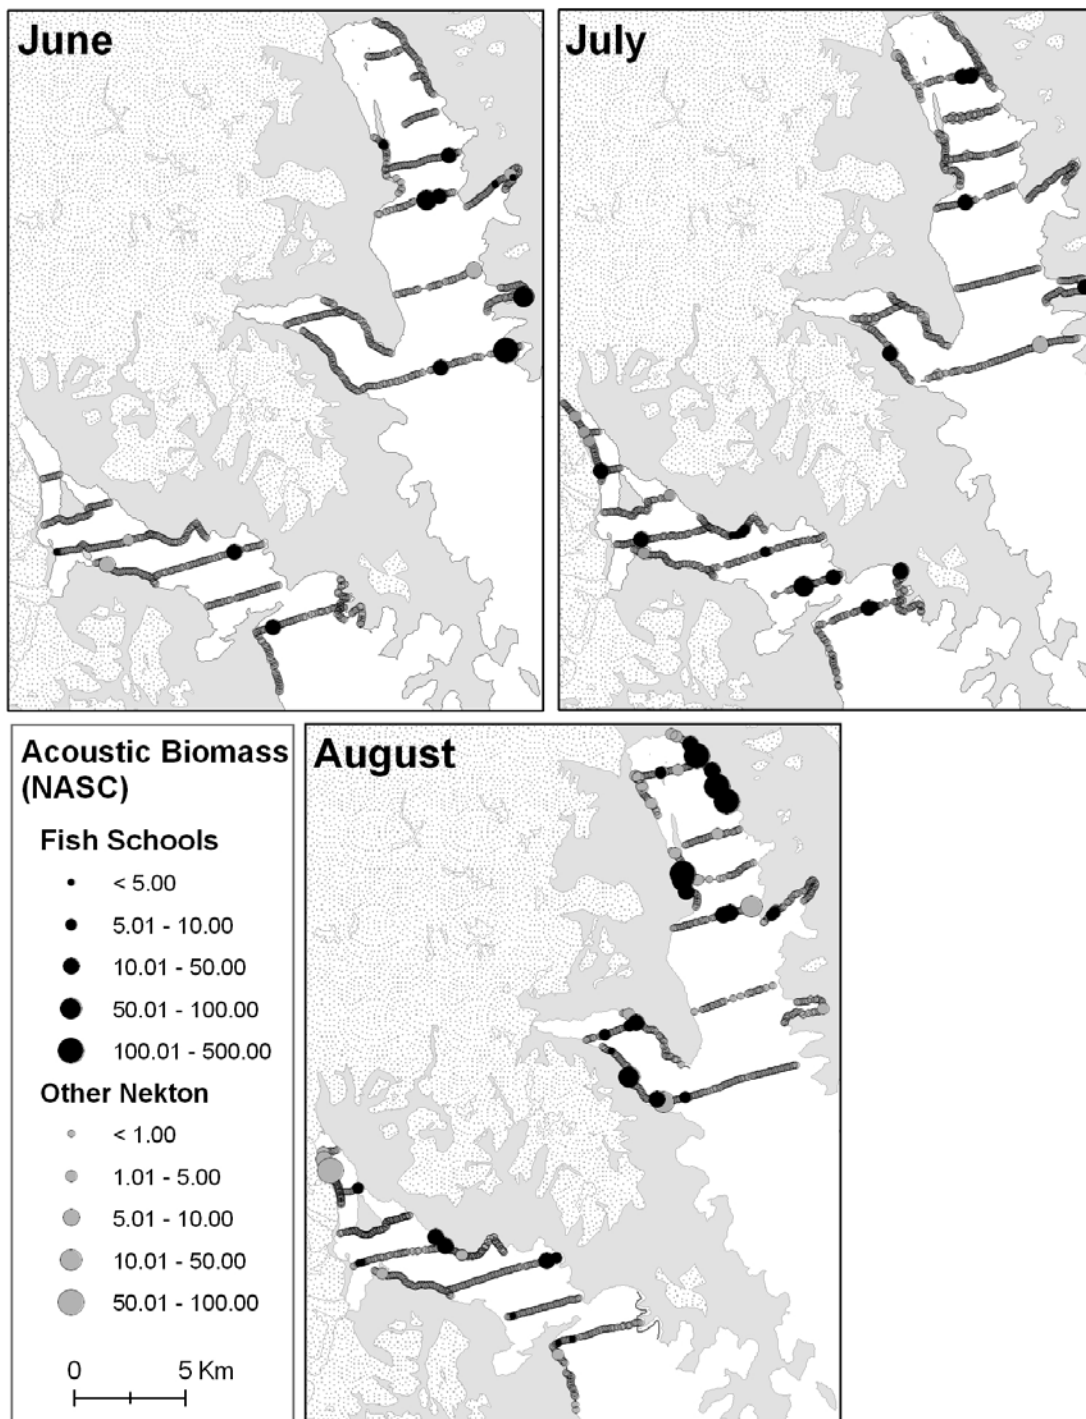 June
July
August
Acoustic Biomass
(NASC)
Fish Schools
< 5.00
5.01 - 10.00
10.01 - 50.00
50.01 - 100.00
100.01 - 500.00
Other Nekton
< 1.00
1.01 - 5.00
5.01 - 10.00
10.01 - 50.00
50.01 - 100.00
0 5 Km